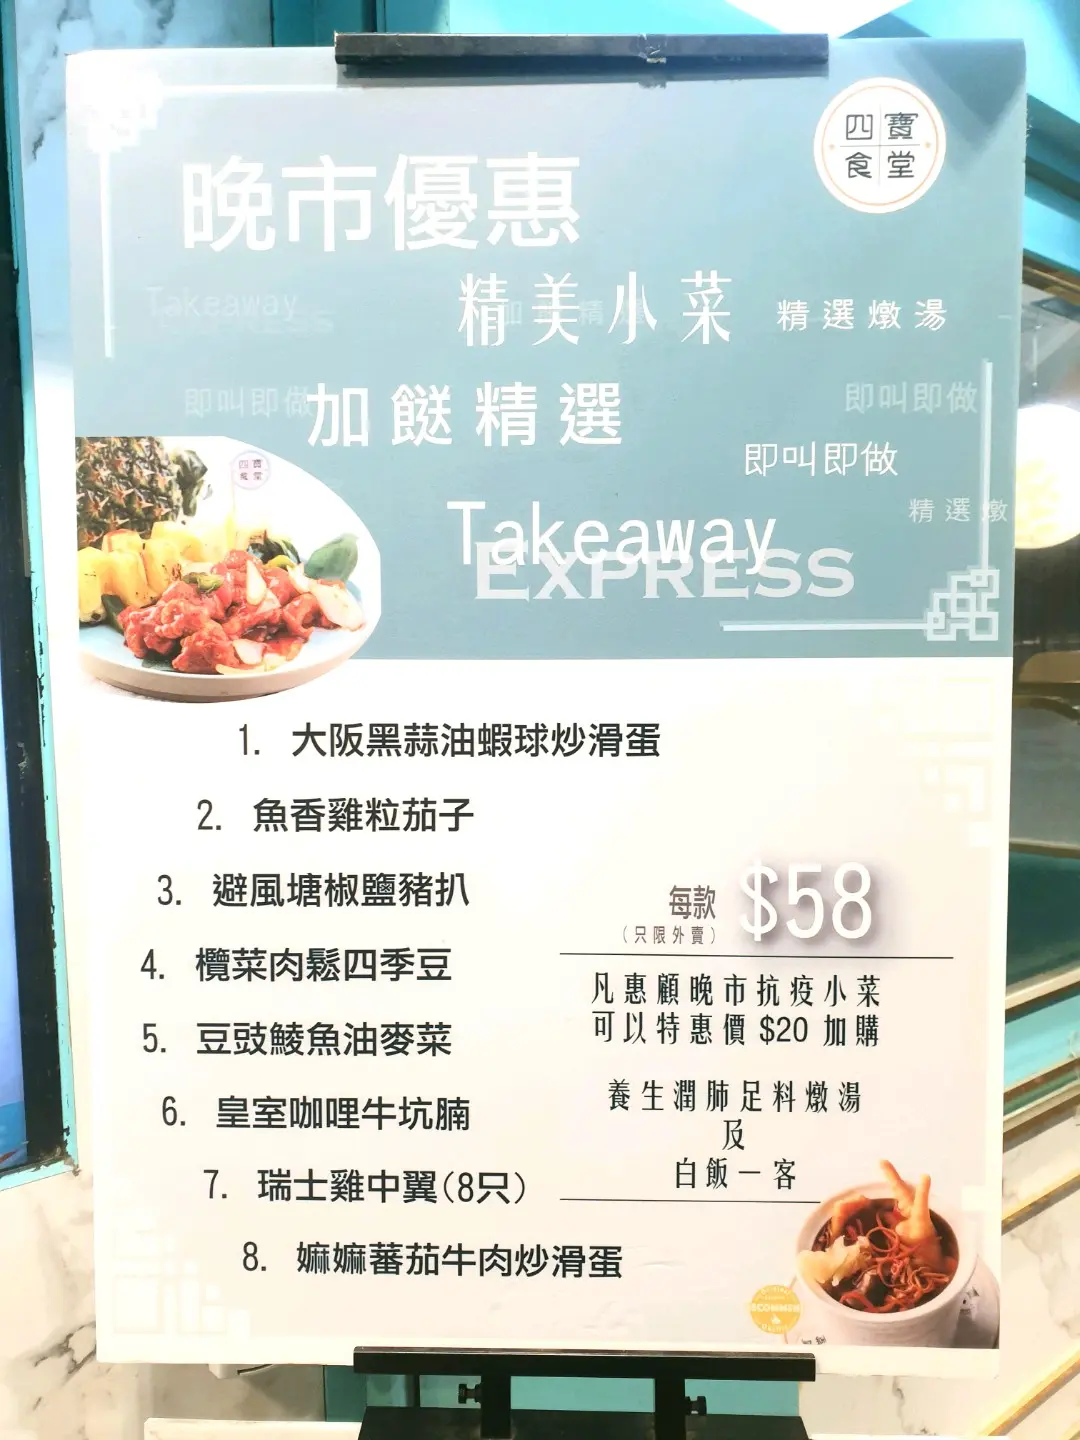 四寶
食堂
晚市優惠
Takeaway
精美小菜
精選燉湯
即叫即做
加餸精選
即叫即做
四寶
食堂
即叫即做
精選燉
Takeaway
EXPRESS
1. 大阪黑蒜油蝦球炒滑蛋
2. 魚香雞粒茄子
3. 避風塘椒鹽豬扒
4. 欖菜肉鬆四季豆
5. 豆豉鯪魚油麥菜
6. 皇室咖哩牛坑腩
7. 瑞士雞中翼(8只)
8. 嫲嫲蕃茄牛肉炒滑蛋
每款 $58
(只限外賣)
凡惠顧晚市抗疫小菜
可以特惠價 $20 加購
養生潤肺足料燉湯
及
白飯一客